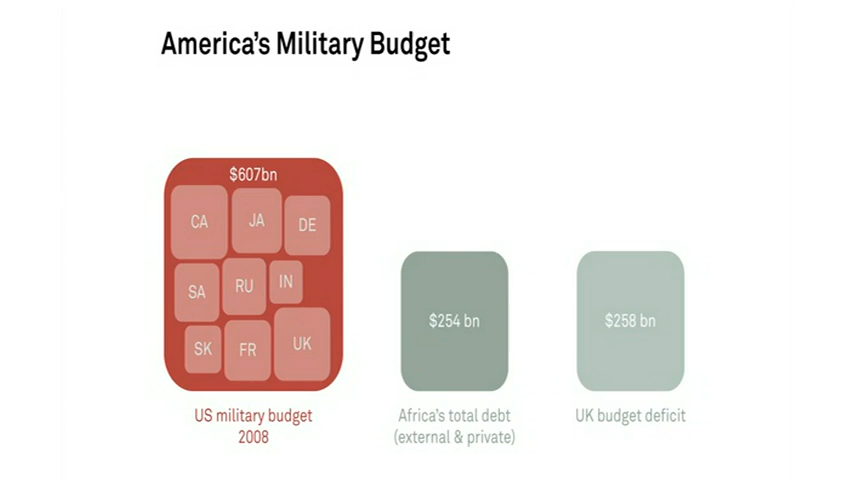 America's Military Budget
$607bn
CA
JA
DE
SA
RU
IN
SK
FR
UK
$254 bn
$258 bn
US military budget
2008
Africa's total debt
(external & private)
UK budget deficit